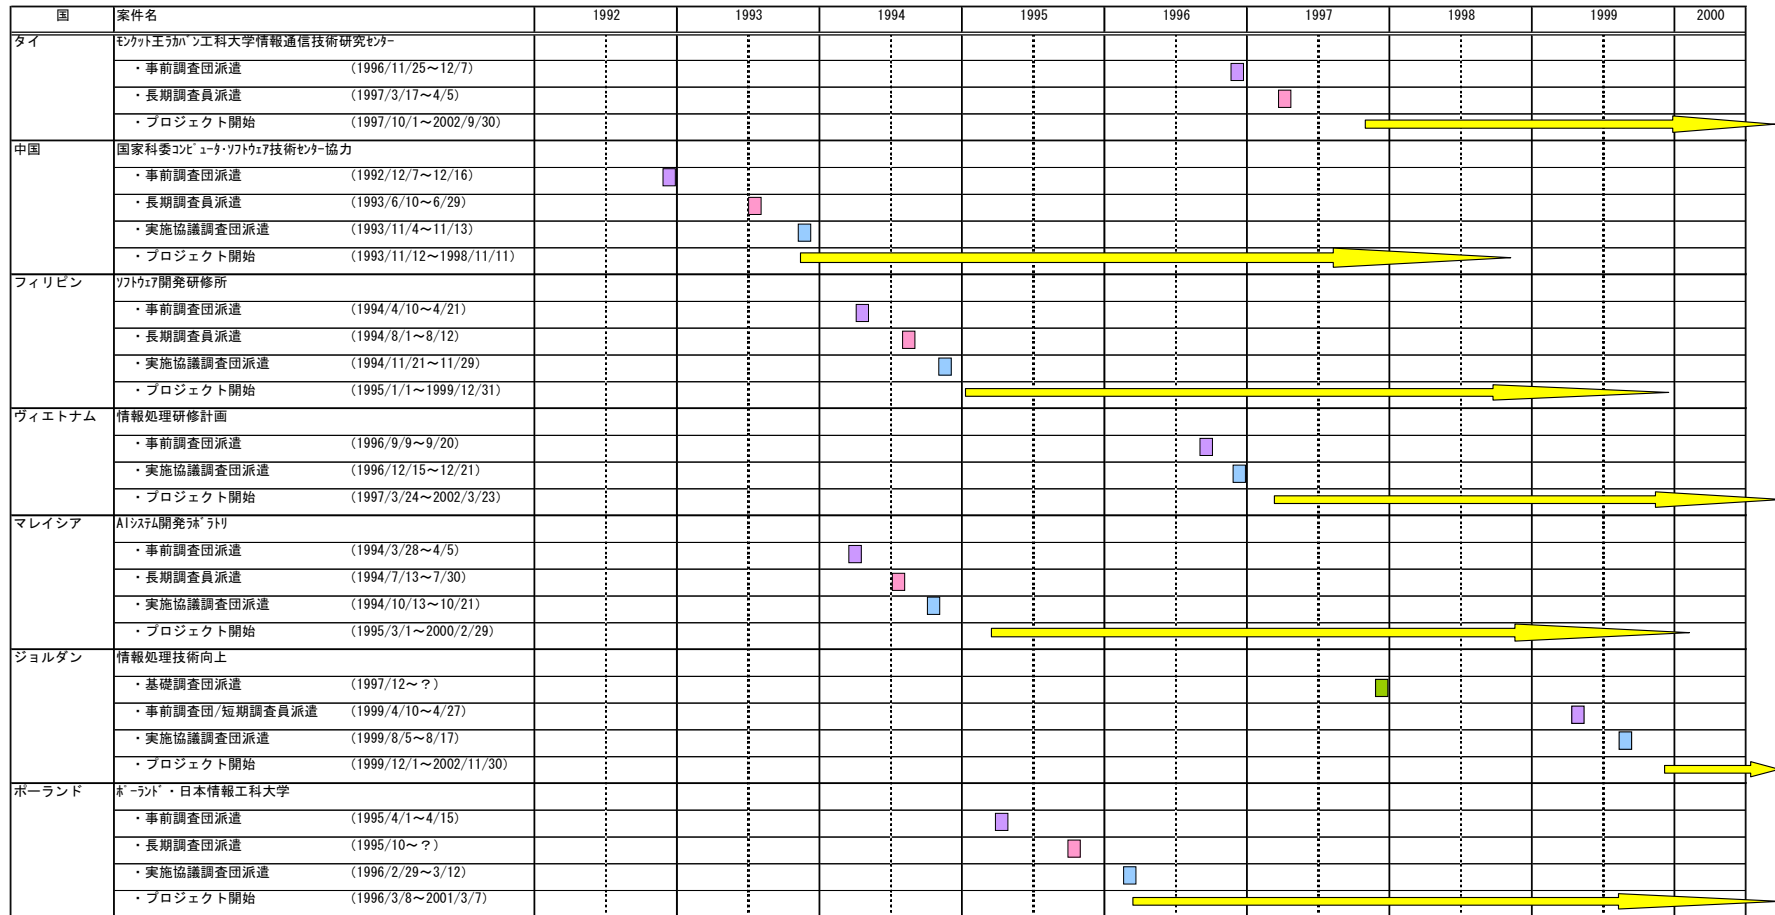 国 案件名 1992 1993 1994 1995 1996 1997 1998 1999 2000
タイ ﾓﾝｸｯﾄ王ﾗｶﾊﾞﾝ工科大学情報通信技術研究ｾﾝﾀｰ
・事前調査団派遣 (1996/11/25～12/7)
・長期調査員派遣 (1997/3/17～4/5)
・プロジェクト開始 (1997/10/1～2002/9/30)
中国 国家科委ｺﾝﾋﾟｭｰﾀ･ｿﾌﾄｳｪｱ技術ｾﾝﾀｰ協力
・事前調査団派遣 (1992/12/7～12/16)
・長期調査員派遣 (1993/6/10～6/29)
・実施協議調査団派遣 (1993/11/4～11/13)
・プロジェクト開始 (1993/11/12～1998/11/11)
フィリピン ｿﾌﾄｳｪｱ開発研修所
・事前調査団派遣 (1994/4/10～4/21)
・長期調査員派遣 (1994/8/1～8/12)
・実施協議調査団派遣 (1994/11/21～11/29)
・プロジェクト開始 (1995/1/1～1999/12/31)
ヴィエトナム 情報処理研修計画
・事前調査団派遣 (1996/9/9～9/20)
・実施協議調査団派遣 (1996/12/15～12/21)
・プロジェクト開始 (1997/3/24～2002/3/23)
マレイシア AIｼｽﾃﾑ開発ﾗﾎﾞﾗﾄﾘ
・事前調査団派遣 (1994/3/28～4/5)
・長期調査員派遣 (1994/7/13～7/30)
・実施協議調査団派遣 (1994/10/13～10/21)
・プロジェクト開始 (1995/3/1～2000/2/29)
ジョルダン 情報処理技術向上
・基礎調査団派遣 (1997/12～？)
・事前調査団/短期調査員派遣 (1999/4/10～4/27)
・実施協議調査団派遣 (1999/8/5～8/17)
・プロジェクト開始 (1999/12/1～2002/11/30)
ポーランド ﾎﾟｰﾗﾝﾄﾞ・日本情報工科大学
・事前調査団派遣 (1995/4/1～4/15)
・長期調査員派遣 (1995/10～？)
・実施協議調査団派遣 (1996/2/29～3/12)
・プロジェクト開始 (1996/3/8～2001/3/7)